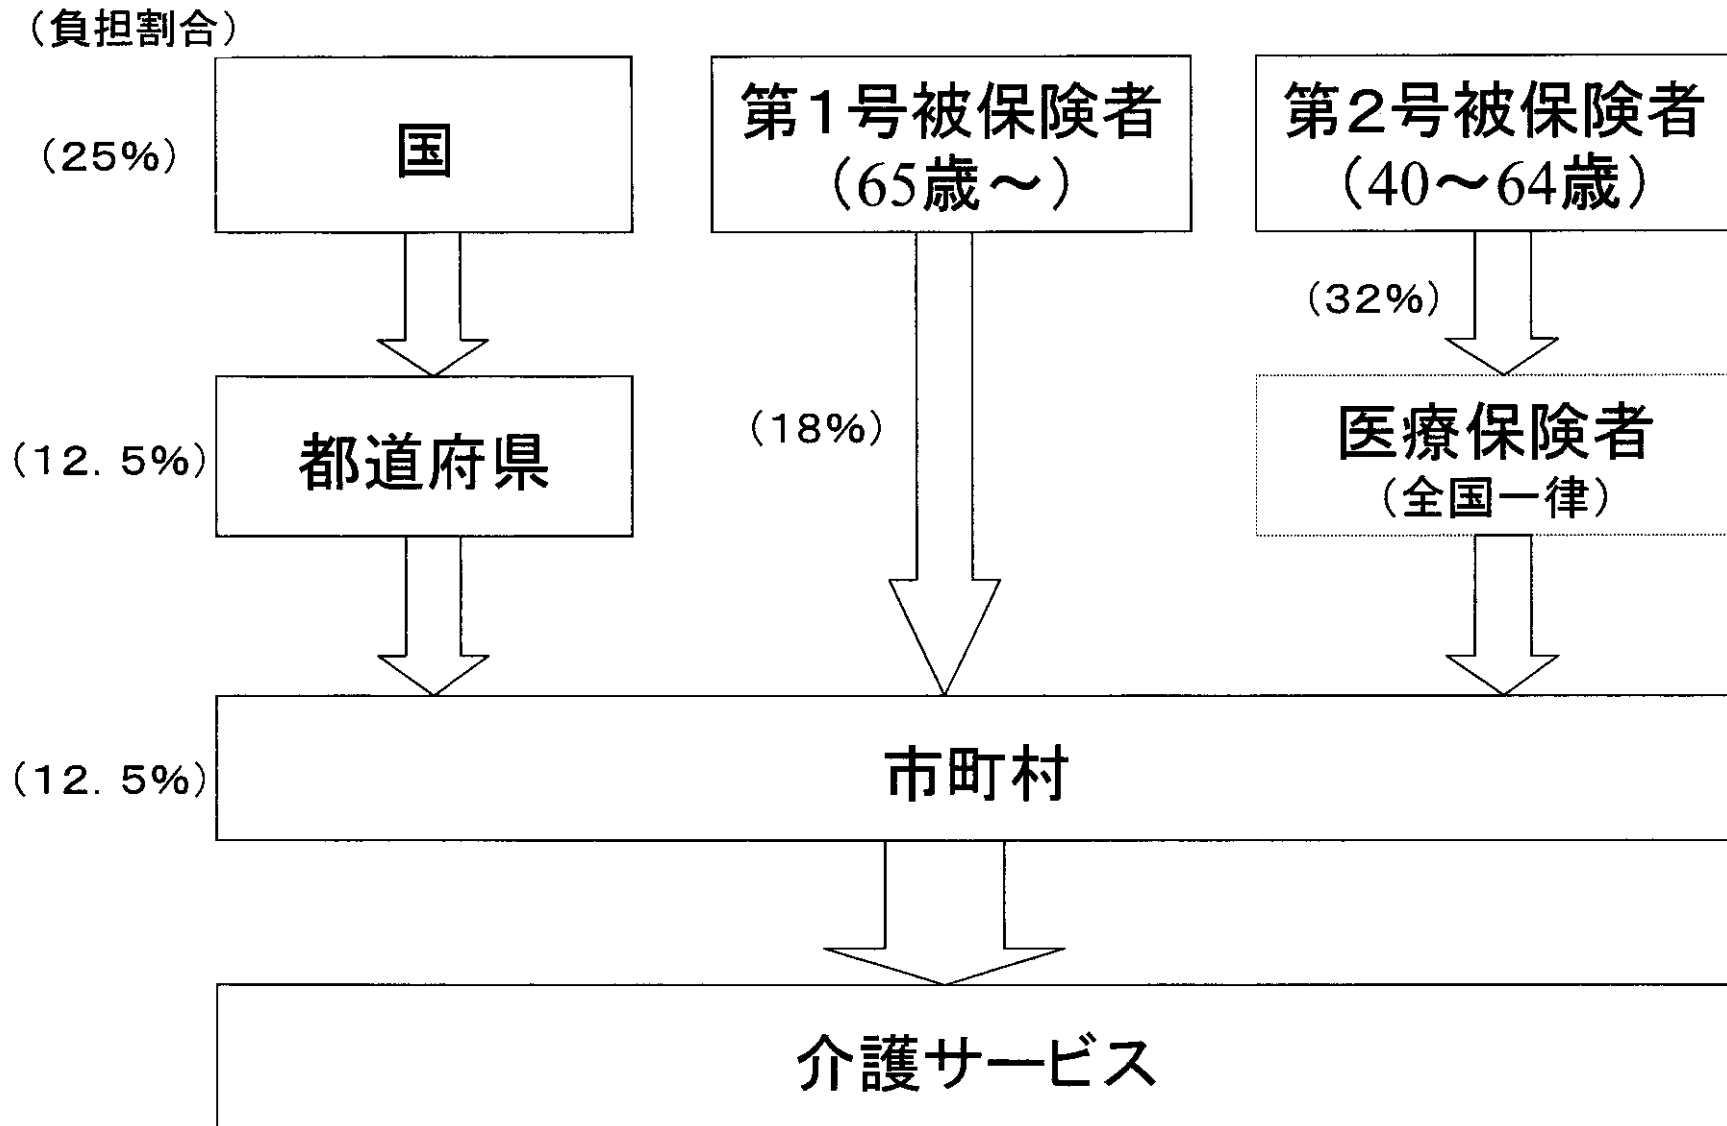 （負担割合）
（25％）
国
第１号被保険者
（65歳～）
第２号被保険者
（40～64歳）
（32％）
（12．5％）
都道府県
（18％）
医療保険者
（全国一律）
（12．5％）
市町村
介護サービス